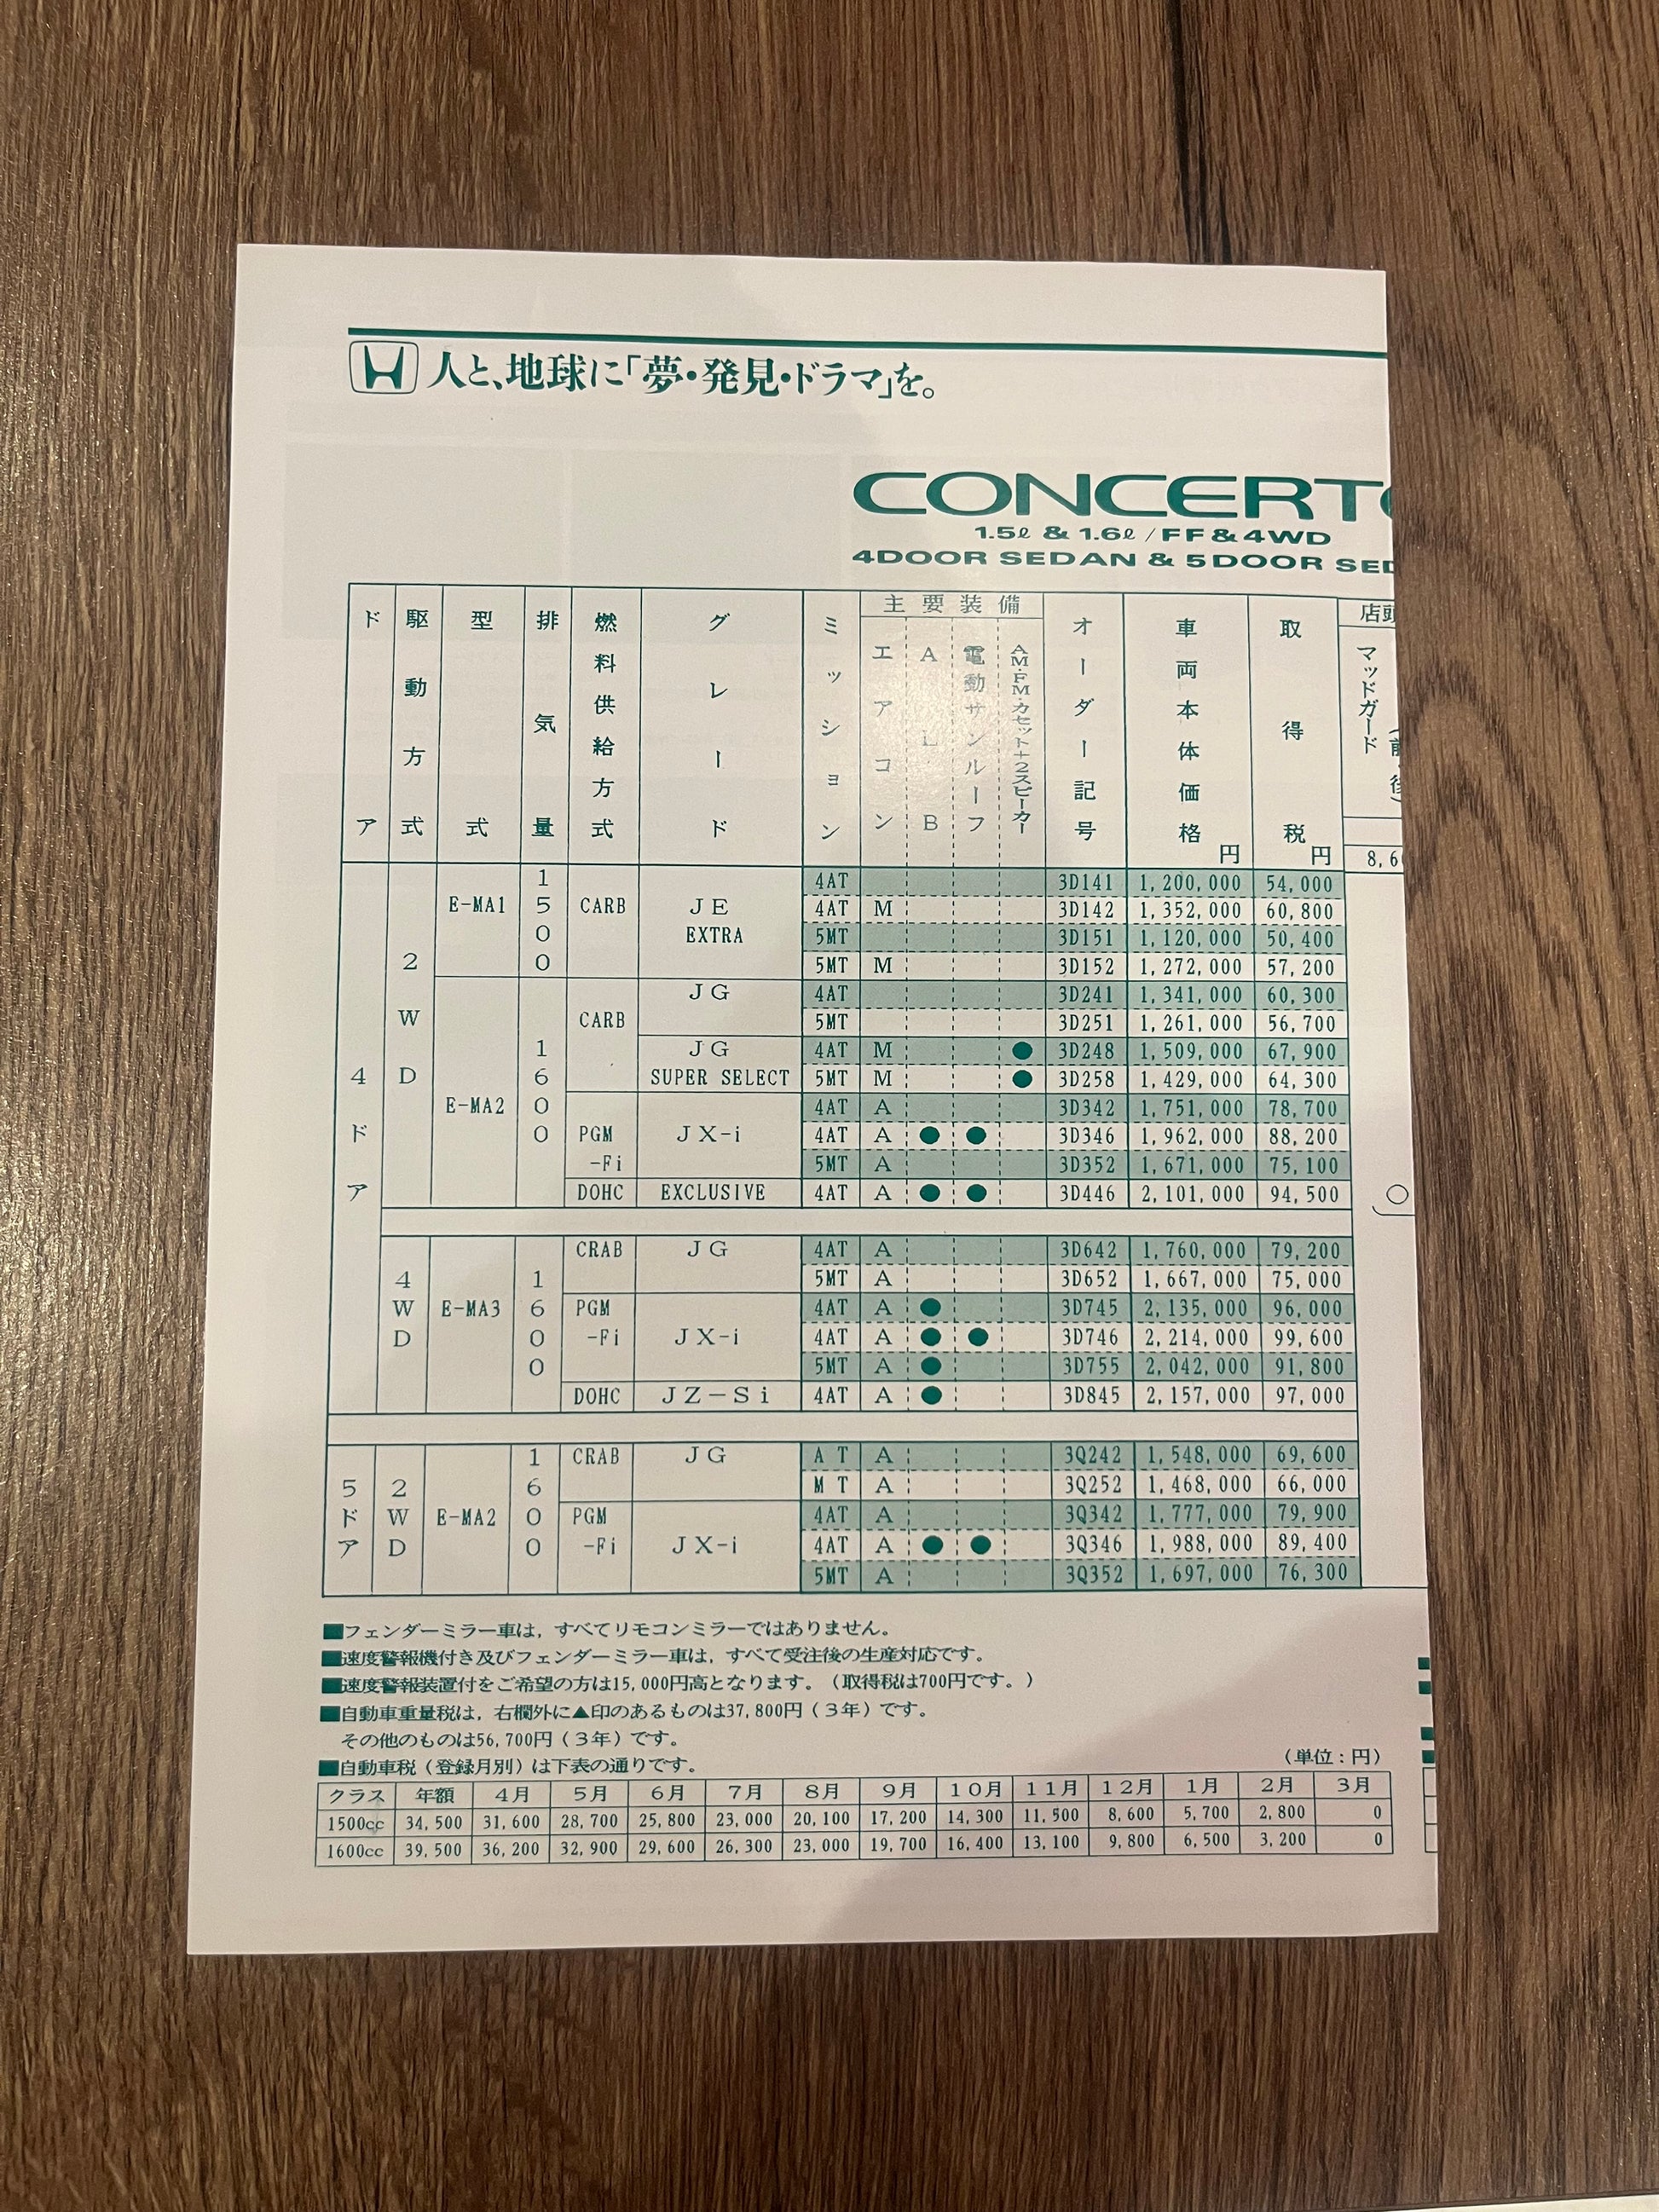 人と、地球に「夢・発見・ドラマ」を。
CONCERT
1.5ℓ & 1.6ℓ/FF&4WD
4DOOR SEDAN & 5DOOR SED
ドア 駆動方式 型式 排気量 燃料供給方式 グレード ミッション 主要装備 エアコン ALB 電動サンルーフ AM・FM・カセット+2スピーカー オーダー記号 車両本体価格 円 取得税 円 店頭 マッドガード (前・後)
8,6
4ドア 2WD E-MA1 1500 CARB JE EXTRA 4AT 3D141 1,200,000 54,000
4AT M 3D142 1,352,000 60,800
5MT 3D151 1,120,000 50,400
5MT M 3D152 1,272,000 57,200
E-MA2 1600 CARB JG 4AT 3D241 1,341,000 60,300
5MT 3D251 1,261,000 56,700
JG SUPER SELECT 4AT M ● 3D248 1,509,000 67,900
5MT M ● 3D258 1,429,000 64,300
PGM-Fi JX-i 4AT A 3D342 1,751,000 78,700
4AT A ● ● 3D346 1,962,000 88,200
5MT A 3D352 1,671,000 75,100
DOHC EXCLUSIVE 4AT A ● ● 3D446 2,101,000 94,500 ○
4WD E-MA3 1600 CRAB JG 4AT A 3D642 1,760,000 79,200
5MT A 3D652 1,667,000 75,000
PGM-Fi JX-i 4AT A ● 3D745 2,135,000 96,000
4AT A ● ● 3D746 2,214,000 99,600
5MT A ● 3D755 2,042,000 91,800
DOHC JZ-Si 4AT A ● 3D845 2,157,000 97,000
5ドア 2WD E-MA2 1600 CRAB JG AT A 3Q242 1,548,000 69,600
MT A 3Q252 1,468,000 66,000
PGM-Fi JX-i 4AT A 3Q342 1,777,000 79,900
4AT A ● ● 3Q346 1,988,000 89,400
5MT A 3Q352 1,697,000 76,300
■フェンダーミラー車は,すべてリモコンミラーではありません。
■速度警報機付き及びフェンダーミラー車は,すべて受注後の生産対応です。
■速度警報装置付をご希望の方は15,000円高となります。(取得税は700円です。)
■自動車重量税は,右欄外に▲印のあるものは37,800円(3年)です。
その他のものは56,700円(3年)です。
■自動車税(登録月別)は下表の通りです。 (単位:円)
クラス 年額 4月 5月 6月 7月 8月 9月 10月 11月 12月 1月 2月 3月
1500cc 34,500 31,600 28,700 25,800 23,000 20,100 17,200 14,300 11,500 8,600 5,700 2,800 0
1600cc 39,500 36,200 32,900 29,600 26,300 23,000 19,700 16,400 13,100 9,800 6,500 3,200 0